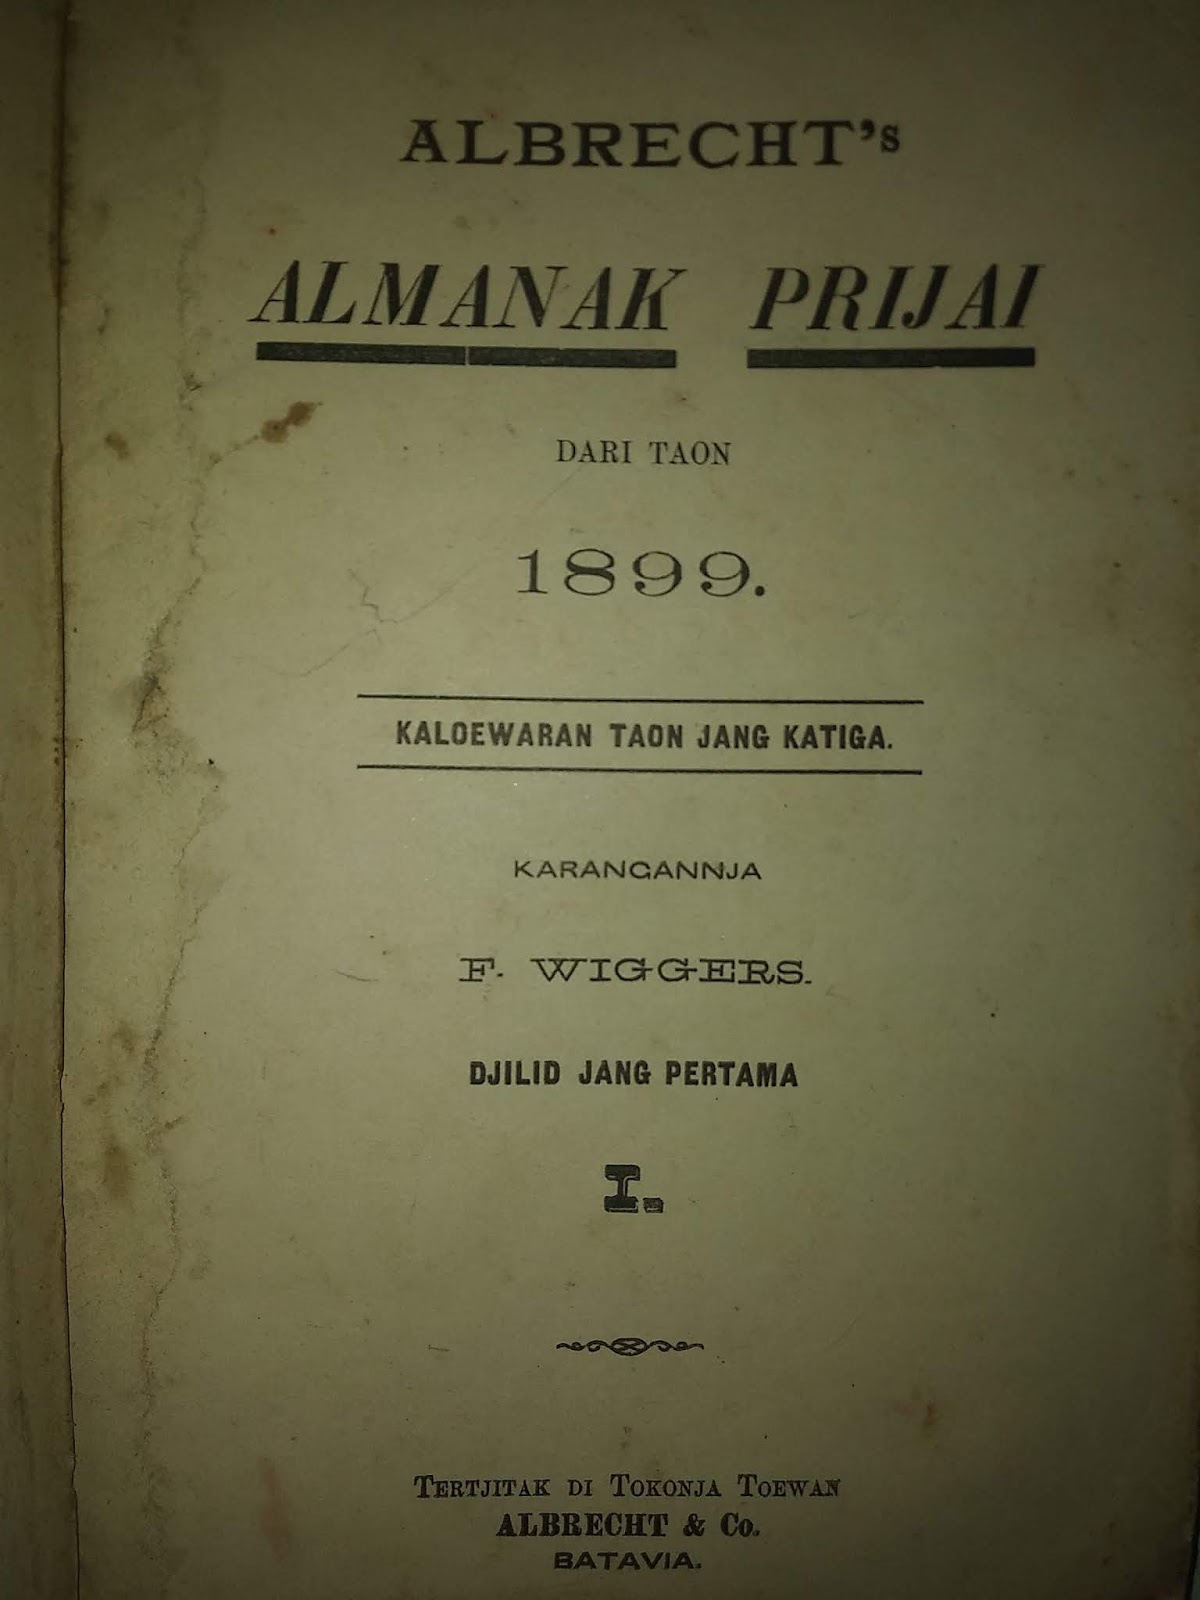 ALBRECHT's
ALMANAK PRIJAI
DARI TAON
1899.
KALOEWARAN TAON JANG KATIGA.
KARANGANNJA
F. WIGGERS.
DJILID JANG PERTAMA
I.
TERTJITAK DI TOKONJA TOEWAN
ALBRECHT & Co.
BATAVIA.